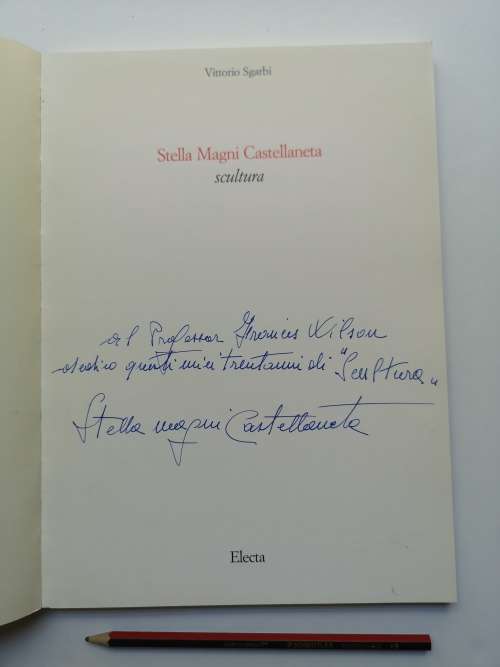 Vittorio Sgarbi
Stella Magni Castellaneta
scultura
al Professor Francis Wilson
dedico questi miei trentanni di "Scultura"
Stella Magni Castellaneta
Electa